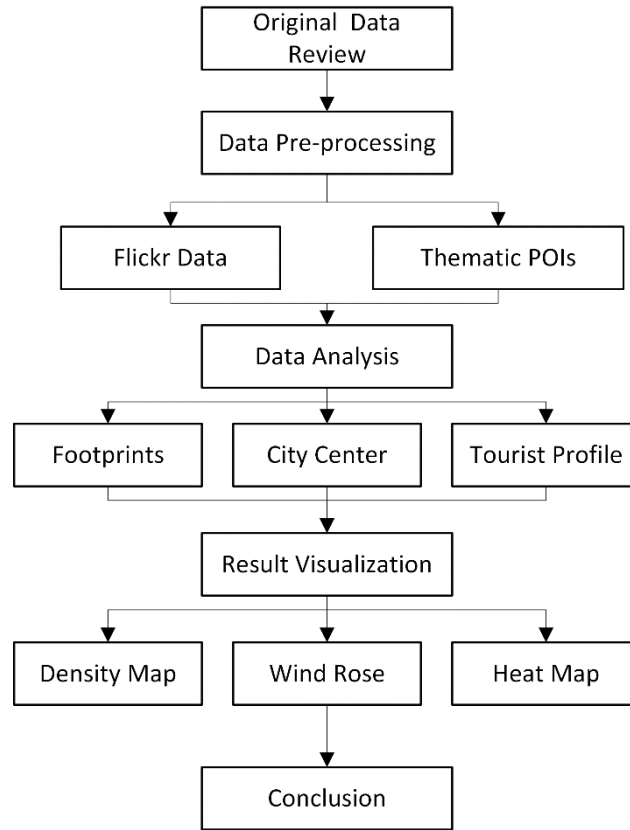 Original Data
Review
Data Pre-processing
Flickr Data
Thematic POIs
Data Analysis
Footprints
City Center
Tourist Profile
Result Visualization
Density Map
Wind Rose
Heat Map
Conclusion